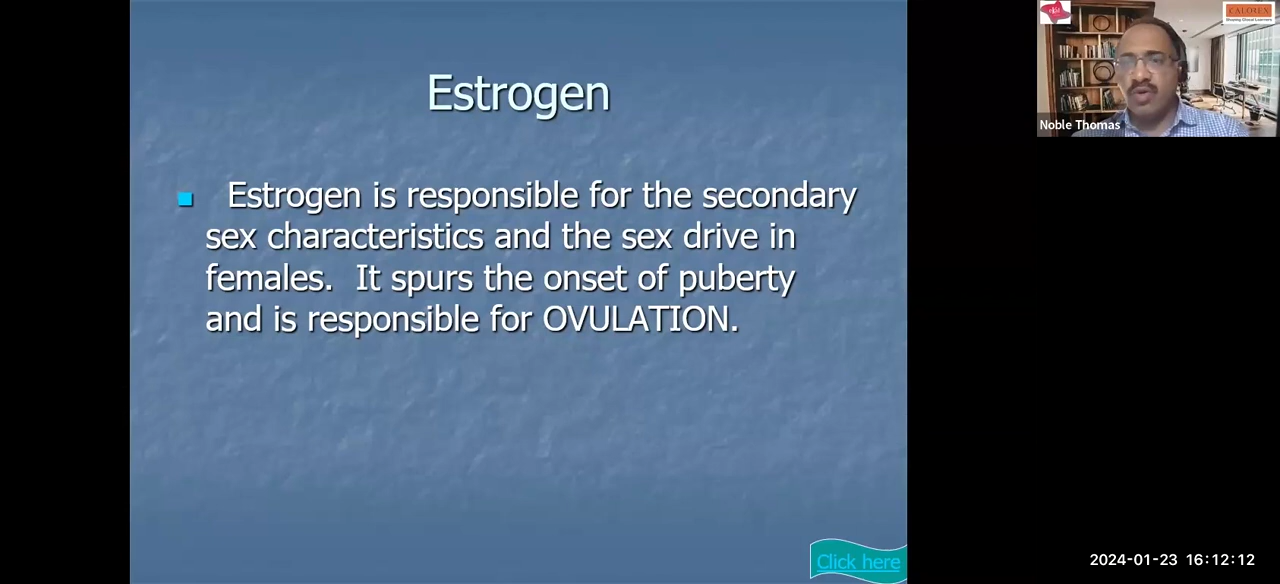 Estrogen
Estrogen is responsible for the secondary
sex characteristics and the sex drive in
females. It spurs the onset of puberty
and is responsible for OVULATION.
Click here
CALOREX
Noble Thomas
2024-01-23 16:12:12